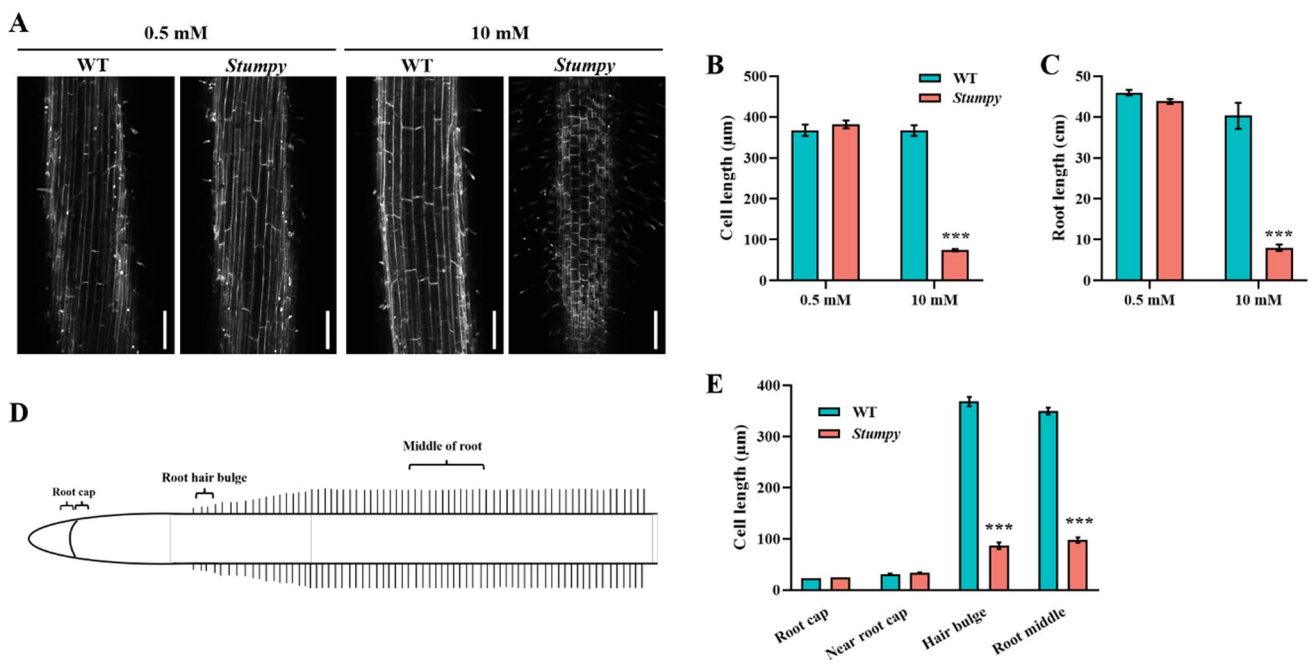 A
0.5 mM
10 mM
WT
Stumpy
WT
Stumpy
B
500
400
300
200
100
0
Cell length (μm)
WT
Stumpy
***
0.5 mM
10 mM
C
50
40
30
20
10
0
Root length (cm)
***
0.5 mM
10 mM
D
Root cap
Root hair bulge
Middle of root
E
400
300
200
100
0
Cell length (μm)
WT
Stumpy
***
***
Root cap
Near root cap
Hair bulge
Root middle